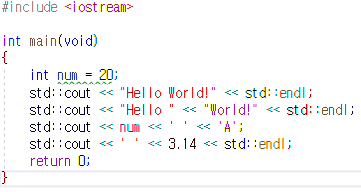 #include <iostream>
int main(void)
{
    int num = 20;
    std::cout << "Hello World!" << std::endl;
    std::cout << "Hello " << "World!" << std::endl;
    std::cout << num << ' ' << 'A';
    std::cout << ' ' << 3.14 << std::endl;
    return 0;
}